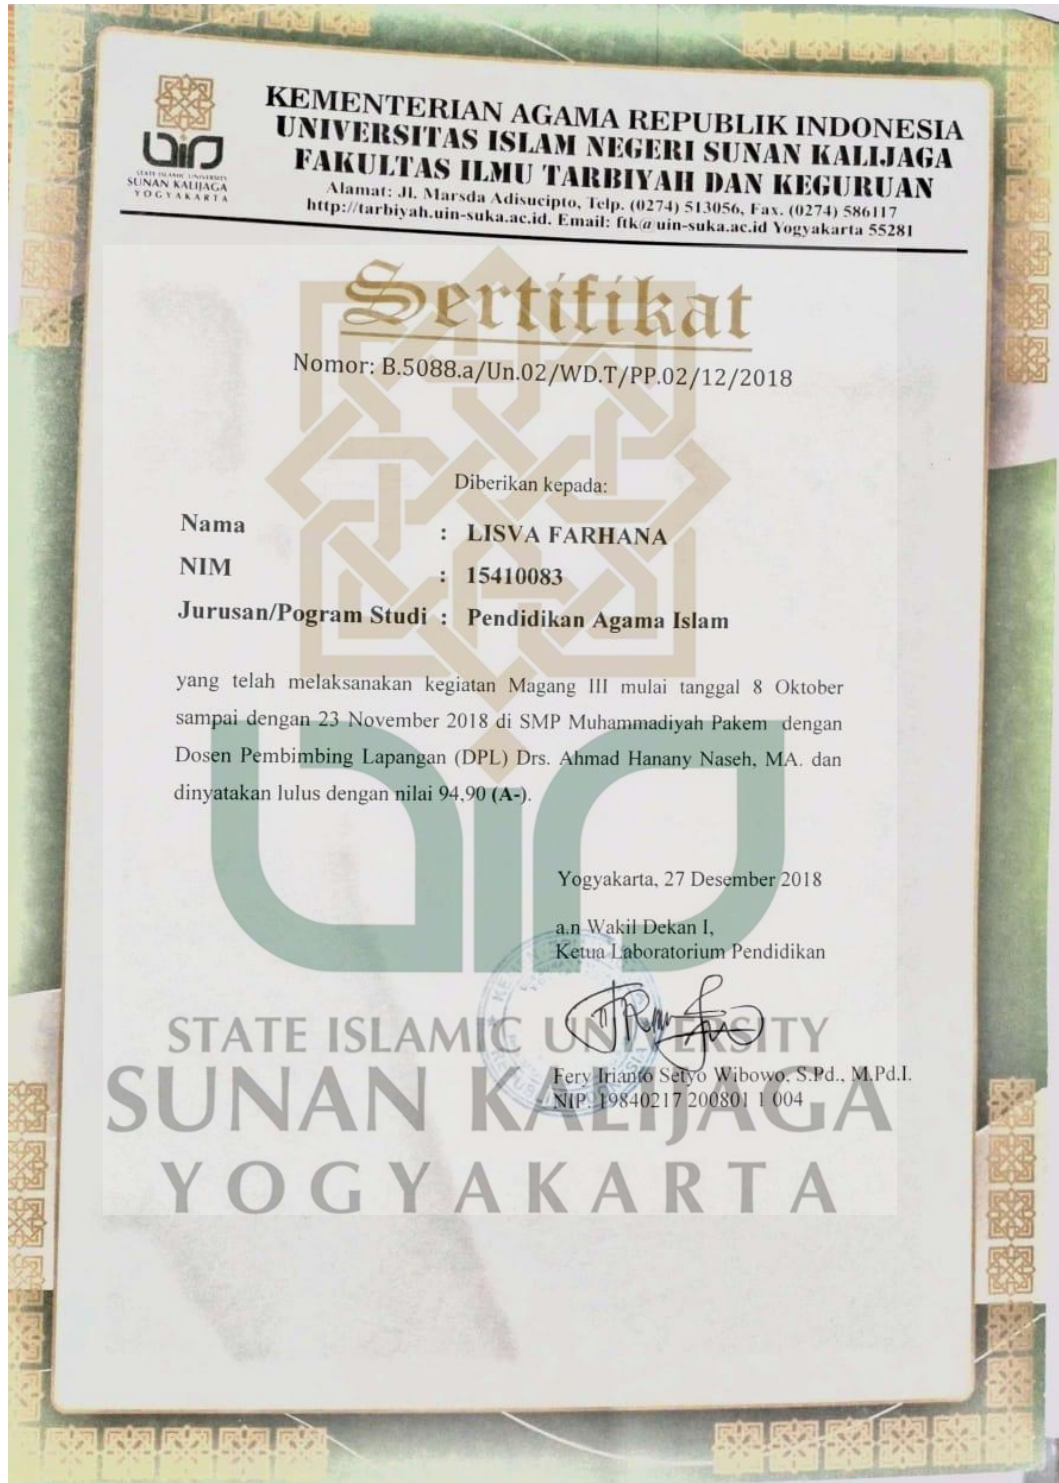 KEMENTERIAN AGAMA REPUBLIK INDONESIA
UNIVERSITAS ISLAM NEGERI SUNAN KALIJAGA
FAKULTAS ILMU TARBIYAH DAN KEGURUAN
Alamat: Jl. Marsda Adisucipto, Telp. (0274) 513056, Fax. (0274) 586117
http://tarbiyah.uin-suka.ac.id. Email: ftk@uin-suka.ac.id Yogyakarta 55281
STATE ISLAMIC UNIVERSITY
SUNAN KALIJAGA
YOGYAKARTA
Sertifikat
Nomor: B.5088.a/Un.02/WD.T/PP.02/12/2018
Diberikan kepada:
Nama : LISVA FARHANA
NIM : 15410083
Jurusan/Pogram Studi : Pendidikan Agama Islam
yang telah melaksanakan kegiatan Magang III mulai tanggal 8 Oktober
sampai dengan 23 November 2018 di SMP Muhammadiyah Pakem dengan
Dosen Pembimbing Lapangan (DPL) Drs. Ahmad Hanany Naseh, MA. dan
dinyatakan lulus dengan nilai 94,90 (A-).
Yogyakarta, 27 Desember 2018
a.n Wakil Dekan I,
Ketua Laboratorium Pendidikan
Fery Irianto Setyo Wibowo, S.Pd., M.Pd.I.
NIP. 19840217 200801 1 004
STATE ISLAMIC UNIVERSITY
SUNAN KALIJAGA
YOGYAKARTA